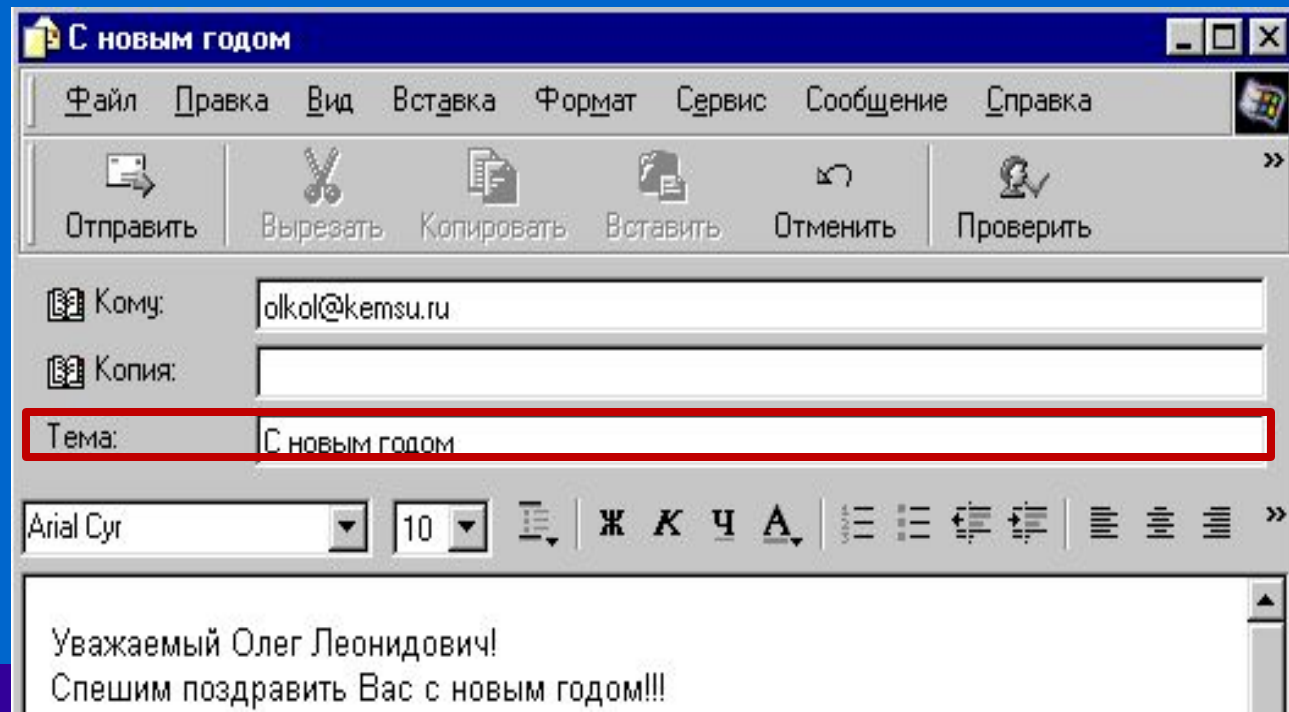 С новым годом
Файл Правка Вид Вставка Формат Сервис Сообщение Справка
Отправить Вырезать Копировать Вставить Отменить Проверить »
Кому: olkol@kemsu.ru
Копия:
Тема: С новым годом
Arial Cyr 10 Ж К Ч А »
Уважаемый Олег Леонидович!
Спешим поздравить Вас с новым годом!!!